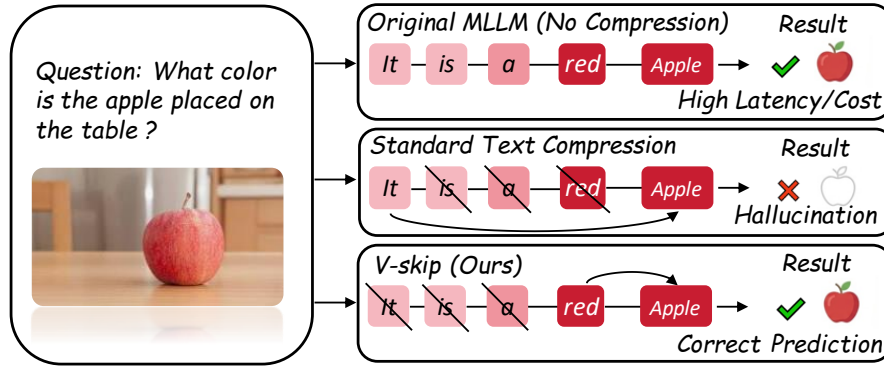 Question: What color
is the apple placed on
the table ?
Original MLLM (No Compression)
Result
It is a red Apple
High Latency/Cost
Standard Text Compression
Result
It is a red Apple
Hallucination
V-skip (Ours)
Result
It is a red Apple
Correct Prediction